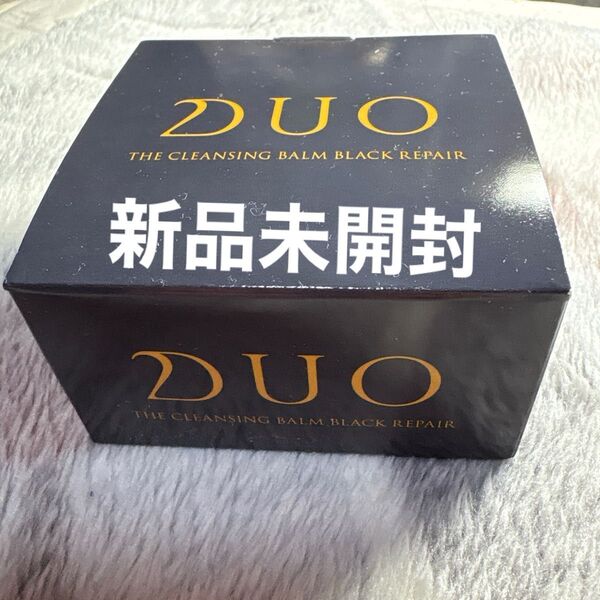 DUO
THE CLEANSING BALM BLACK REPAIR
新品未開封
DUO
THE CLEANSING BALM BLACK REPAIR